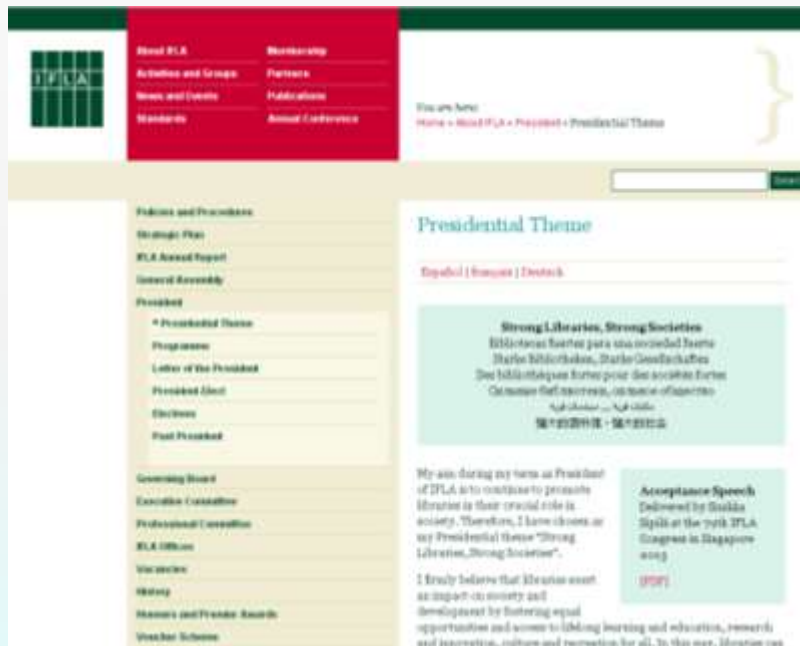 IFLA
About IFLA
Activities and Groups
News and Events
Standards
Membership
Partners
Publications
Annual Conference
You are here:
Home » About IFLA » President » Presidential Theme
Policies and Procedures
Strategic Plan
IFLA Annual Report
General Assembly
President
Presidential Theme
Programme
Letter of the President
President Elect
Elections
Past President
Governing Board
Executive Committee
Professional Committee
IFLA Offices
Vacancies
History
Honours and Awards
Voucher Scheme
Presidential Theme
Español | Français | Deutsch
Strong Libraries, Strong Societies
Bibliotecas fuertes para una sociedad fuerte
Starke Bibliotheken, Starke Gesellschaften
Des bibliothèques fortes pour des sociétés fortes
My aim during my term as President
of IFLA is to continue to promote
libraries in their crucial role in
society. Therefore, I have chosen as
my Presidential theme "Strong
Libraries, Strong Societies".
Acceptance Speech
Delivered by Sinikka
Sipilä at the IFLA
Congress in Singapore
2013
[PDF]
I firmly believe that libraries exert
an impact on society and
development by fostering equal
opportunities and access to lifelong learning and education, research
and innovation, culture and recreation for all. In this way, libraries can